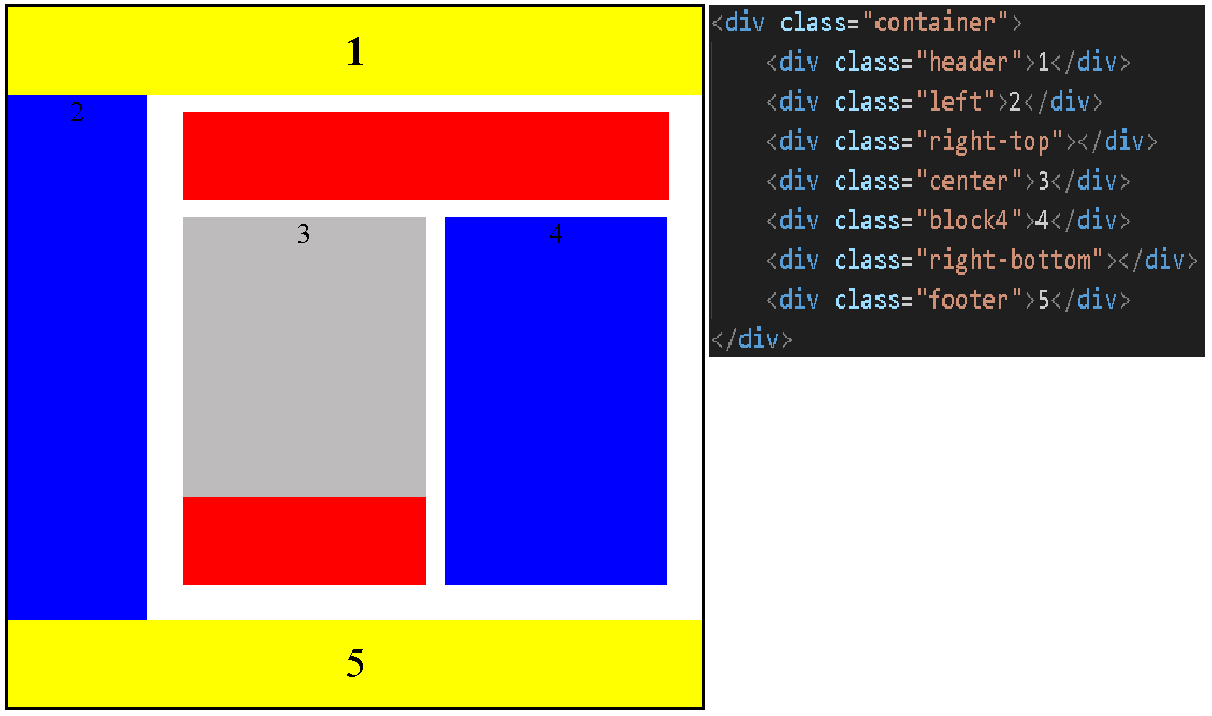 1
2
3
4
5
<div class="container">
    <div class="header">1</div>
    <div class="left">2</div>
    <div class="right-top"></div>
    <div class="center">3</div>
    <div class="block4">4</div>
    <div class="right-bottom"></div>
    <div class="footer">5</div>
</div>